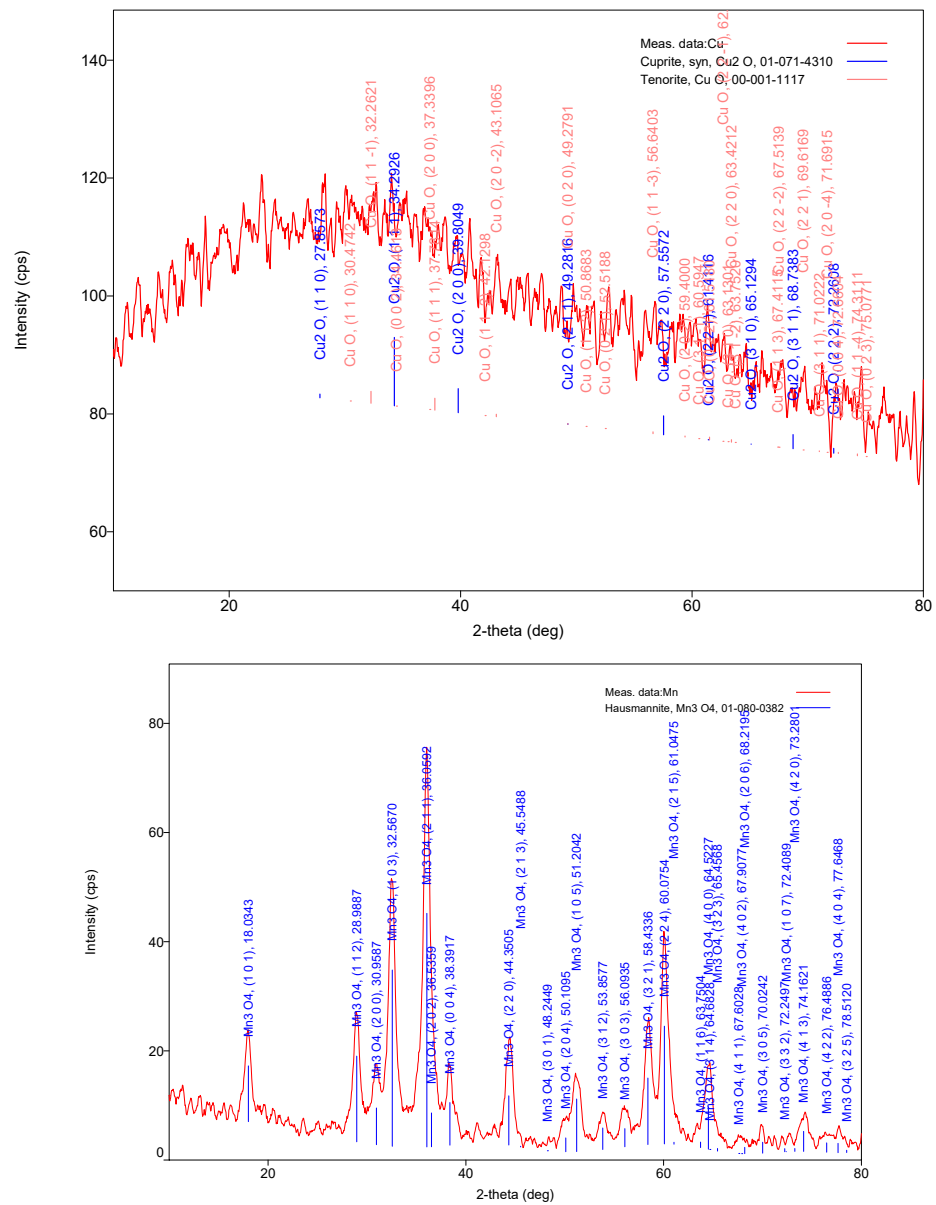 Intensity (cps)
140
120
100
80
60
Meas. data:Cu
Cuprite, syn, Cu2 O, 01-071-4310
Tenorite, Cu O, 00-001-1117
Cu2 O, (1 1 0), 27.8573
Cu O, (1 1 0), 30.4742
Cu O, (1 1 -1), 32.2621
Cu2 O, (1 1 1), 34.2926
Cu O, (2 0 0), 37.3396
Cu2 O, (2 0 0), 39.8049
Cu O, (2 0 -2), 43.1065
Cu2 O, (2 1 1), 49.2816
Cu O, (0 2 0), 49.2791
Cu O, (1 1 -3), 56.6403
Cu2 O, (2 2 0), 57.5572
Cu2 O, (2 2 1), 61.4116
Cu O, (2 2 0), 63.4212
Cu2 O, (3 1 0), 65.1294
Cu O, (2 2 -2), 67.5139
Cu2 O, (3 1 1), 68.7383
Cu O, (2 2 1), 69.6169
Cu O, (3 1 1), 71.0222
Cu O, (2 0 -4), 71.6915
Cu2 O, (2 2 2), 72.2608
Cu O, (0 2 3), 75.0771
20
40
60
80
2-theta (deg)
Intensity (cps)
80
60
40
20
0
Meas. data:Mn
Hausmannite, Mn3 O4, 01-080-0382
Mn3 O4, (1 0 1), 18.0343
Mn3 O4, (1 1 2), 28.9887
Mn3 O4, (2 0 0), 30.9587
Mn3 O4, (1 0 3), 32.5670
Mn3 O4, (2 1 1), 36.0592
Mn3 O4, (2 0 2), 36.5359
Mn3 O4, (0 0 4), 38.3917
Mn3 O4, (2 2 0), 44.3505
Mn3 O4, (2 1 3), 45.5488
Mn3 O4, (3 0 1), 48.2449
Mn3 O4, (2 0 4), 50.1095
Mn3 O4, (1 0 5), 51.2042
Mn3 O4, (3 1 2), 53.8577
Mn3 O4, (3 0 3), 56.0935
Mn3 O4, (3 2 1), 58.4336
Mn3 O4, (2 2 4), 60.0754
Mn3 O4, (2 1 5), 61.0475
Mn3 O4, (1 1 6), 63.7504
Mn3 O4, (4 0 0), 64.5227
Mn3 O4, (3 1 4), 64.6828
Mn3 O4, (3 2 3), 65.4568
Mn3 O4, (4 1 1), 67.6028
Mn3 O4, (4 0 2), 67.9077
Mn3 O4, (2 0 6), 68.2195
Mn3 O4, (3 0 5), 70.0242
Mn3 O4, (3 3 2), 72.2497
Mn3 O4, (1 0 7), 72.4089
Mn3 O4, (4 2 0), 73.2801
Mn3 O4, (4 1 3), 74.1621
Mn3 O4, (4 2 2), 76.4886
Mn3 O4, (4 0 4), 77.6468
Mn3 O4, (3 2 5), 78.5120
20
40
60
80
2-theta (deg)